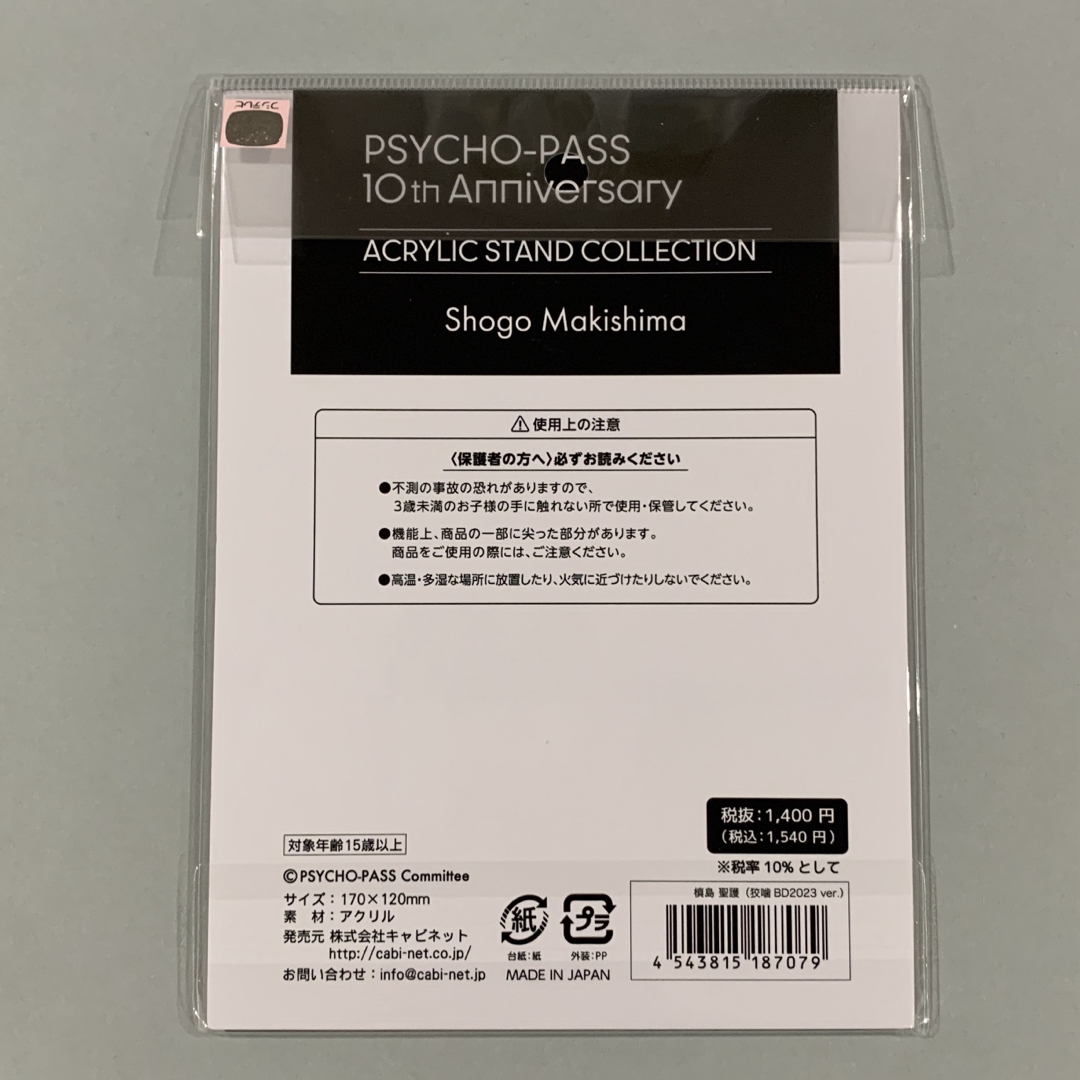 フジテレビ
PSYCHO-PASS
10th Anniversary
ACRYLIC STAND COLLECTION
Shogo Makishima
⚠使用上の注意
〈保護者の方へ〉必ずお読みください
●不測の事故の恐れがありますので、
3歳未満のお子様の手に触れない所で使用・保管してください。
●機能上、商品の一部に尖った部分があります。
商品をご使用の際には、ご注意ください。
●高温・多湿な場所に放置したり、火気に近づけたりしないでください。
税抜：1,400 円
（税込：1,540 円）
※税率 10% として
対象年齢15歳以上
©PSYCHO-PASS Committee
サイズ：170×120mm
素 材：アクリル
発売元 株式会社キャビネット
http://cabi-net.co.jp/
お問い合わせ：info@cabi-net.jp
紙
台紙：紙
プラ
外装：PP
MADE IN JAPAN
槙島 聖護（狡噛 BD2023 ver.）
4 543815 187079